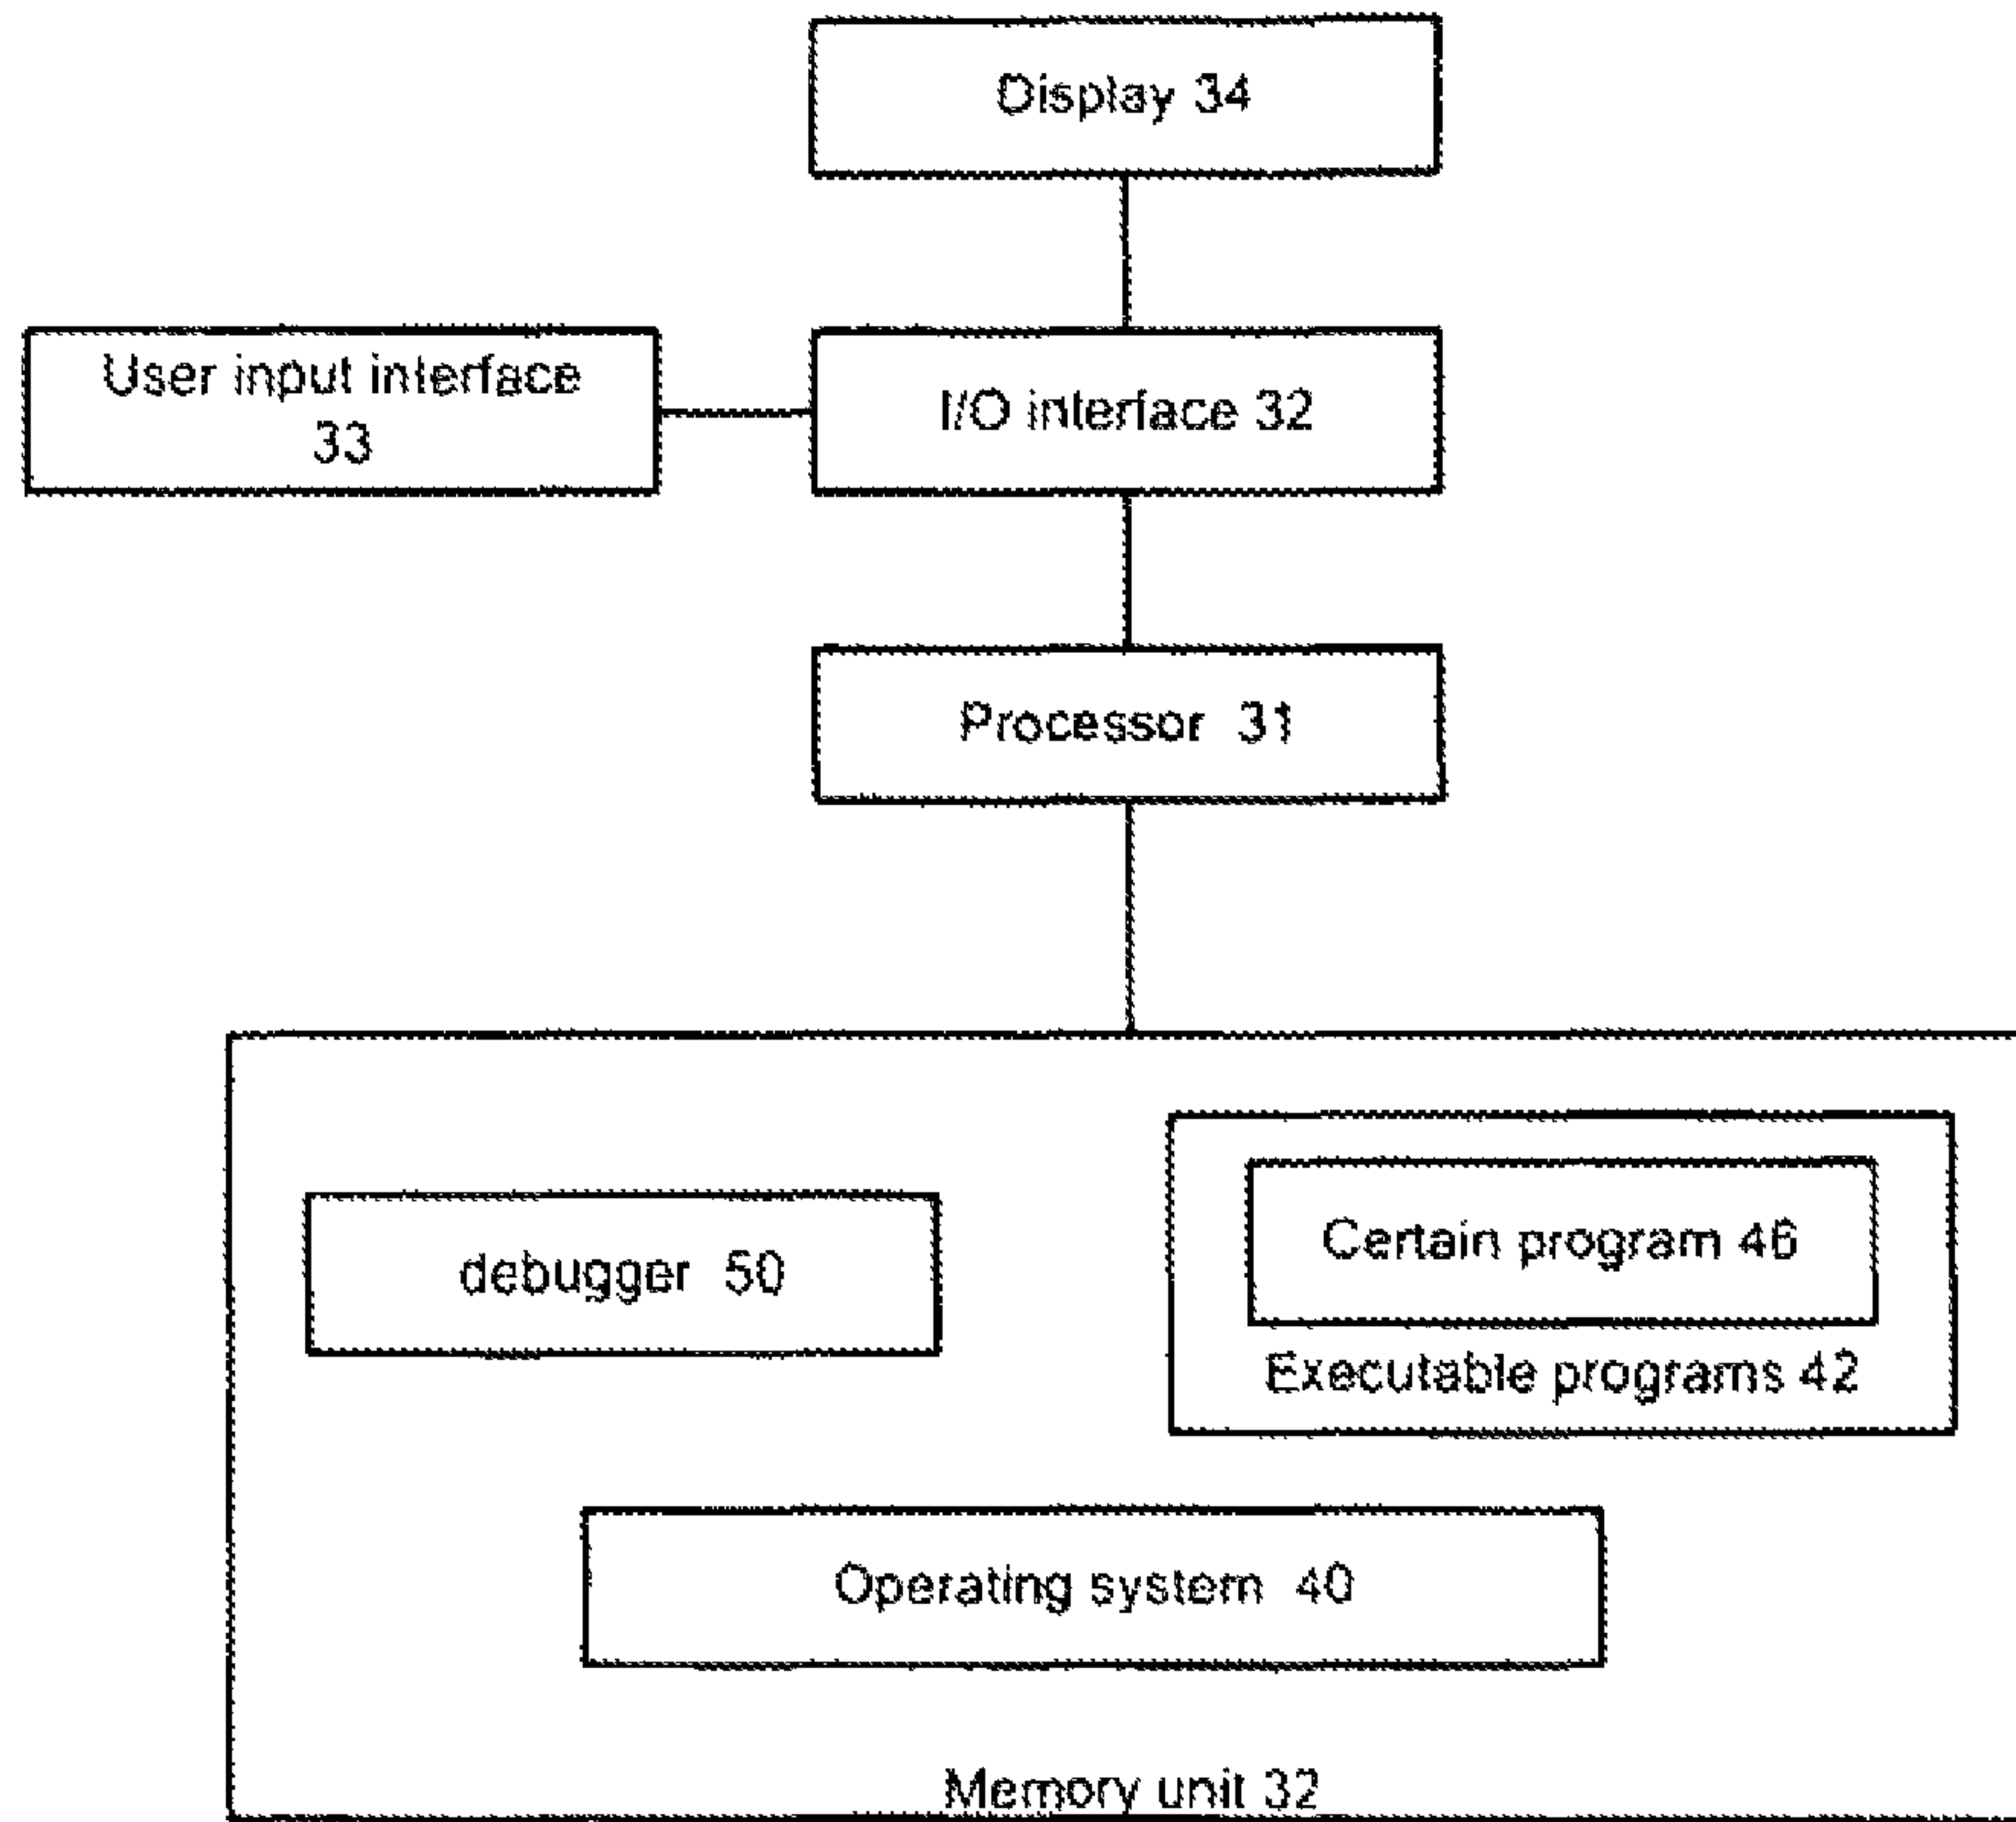 Display 34
User input interface
33
I/O interface 32
Processor 31
debugger 50
Certain program 46
Executable programs 42
Operating system 40
Memory unit 32